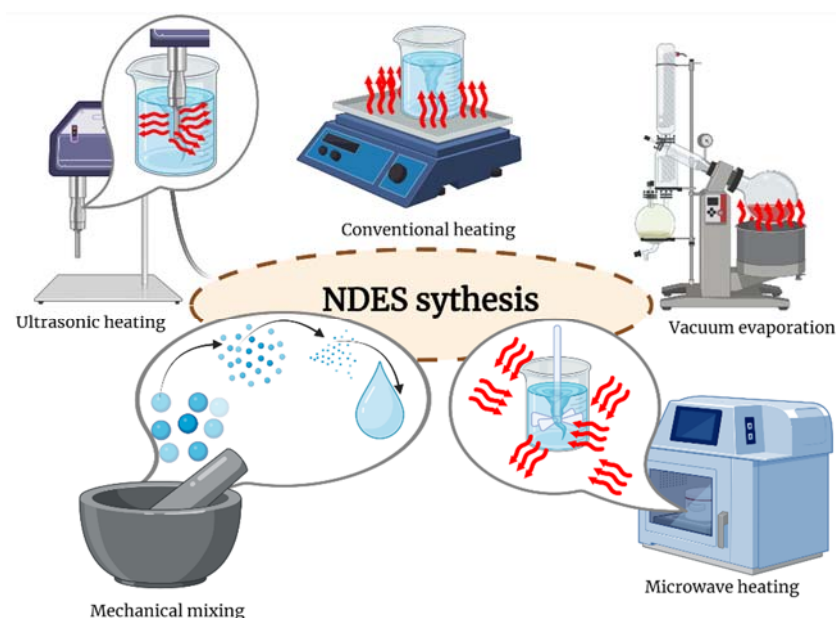 Conventional heating
NDES sythesis
Ultrasonic heating
Vacuum evaporation
Microwave heating
Mechanical mixing